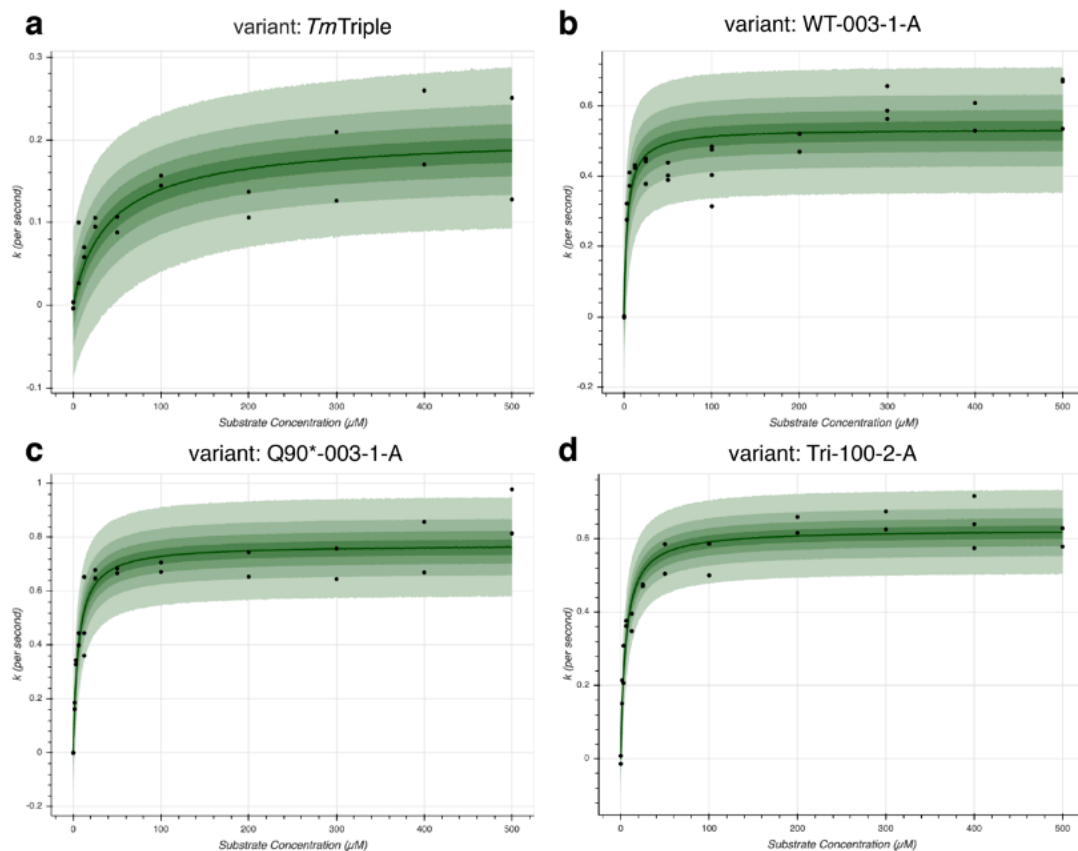 a
variant: TmTriple
0.3
0.2
0.1
0
-0.1
k (per second)
0 100 200 300 400 500
Substrate Concentration (µM)
b
variant: WT-003-1-A
0.6
0.4
0.2
0
-0.2
k (per second)
0 100 200 300 400 500
Substrate Concentration (µM)
c
variant: Q90*-003-1-A
1
0.8
0.6
0.4
0.2
0
-0.2
k (per second)
0 100 200 300 400 500
Substrate Concentration (µM)
d
variant: Tri-100-2-A
0.6
0.4
0.2
0
k (per second)
0 100 200 300 400 500
Substrate Concentration (µM)